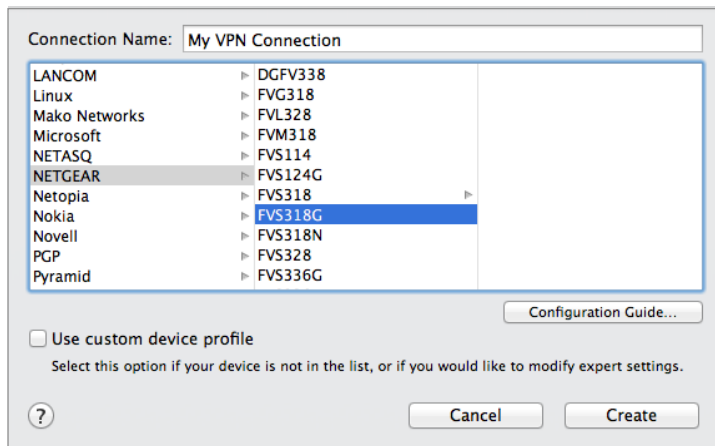 Connection Name: My VPN Connection
LANCOM
Linux
Mako Networks
Microsoft
NETASQ
NETGEAR
Netopia
Nokia
Novell
PGP
Pyramid
DGFV338
FVG318
FVL328
FVM318
FVS114
FVS124G
FVS318
FVS318G
FVS318N
FVS328
FVS336G
Configuration Guide...
Use custom device profile
Select this option if your device is not in the list, or if you would like to modify expert settings.
?
Cancel
Create